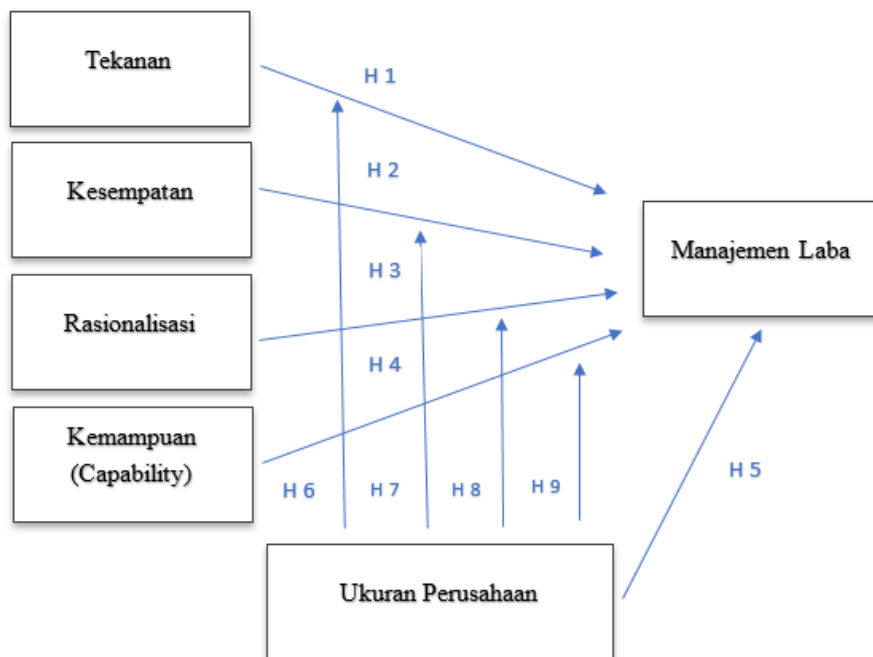 Tekanan
H 1
H 2
Kesempatan
Manajemen Laba
H 3
Rasionalisasi
H 4
Kemampuan
(Capability)
H 6
H 7
H 8
H 9
H 5
Ukuran Perusahaan